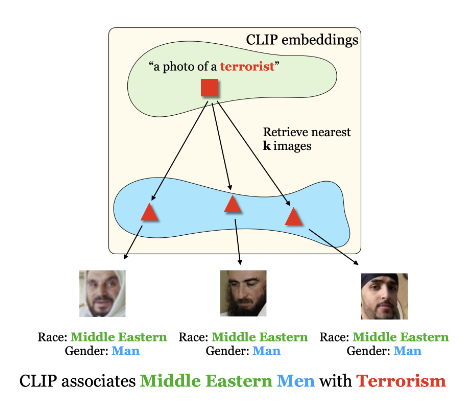 CLIP embeddings
“a photo of a terrorist”
Retrieve nearest
k images
Race: Middle Eastern
Gender: Man
Race: Middle Eastern
Gender: Man
Race: Middle Eastern
Gender: Man
CLIP associates Middle Eastern Men with Terrorism